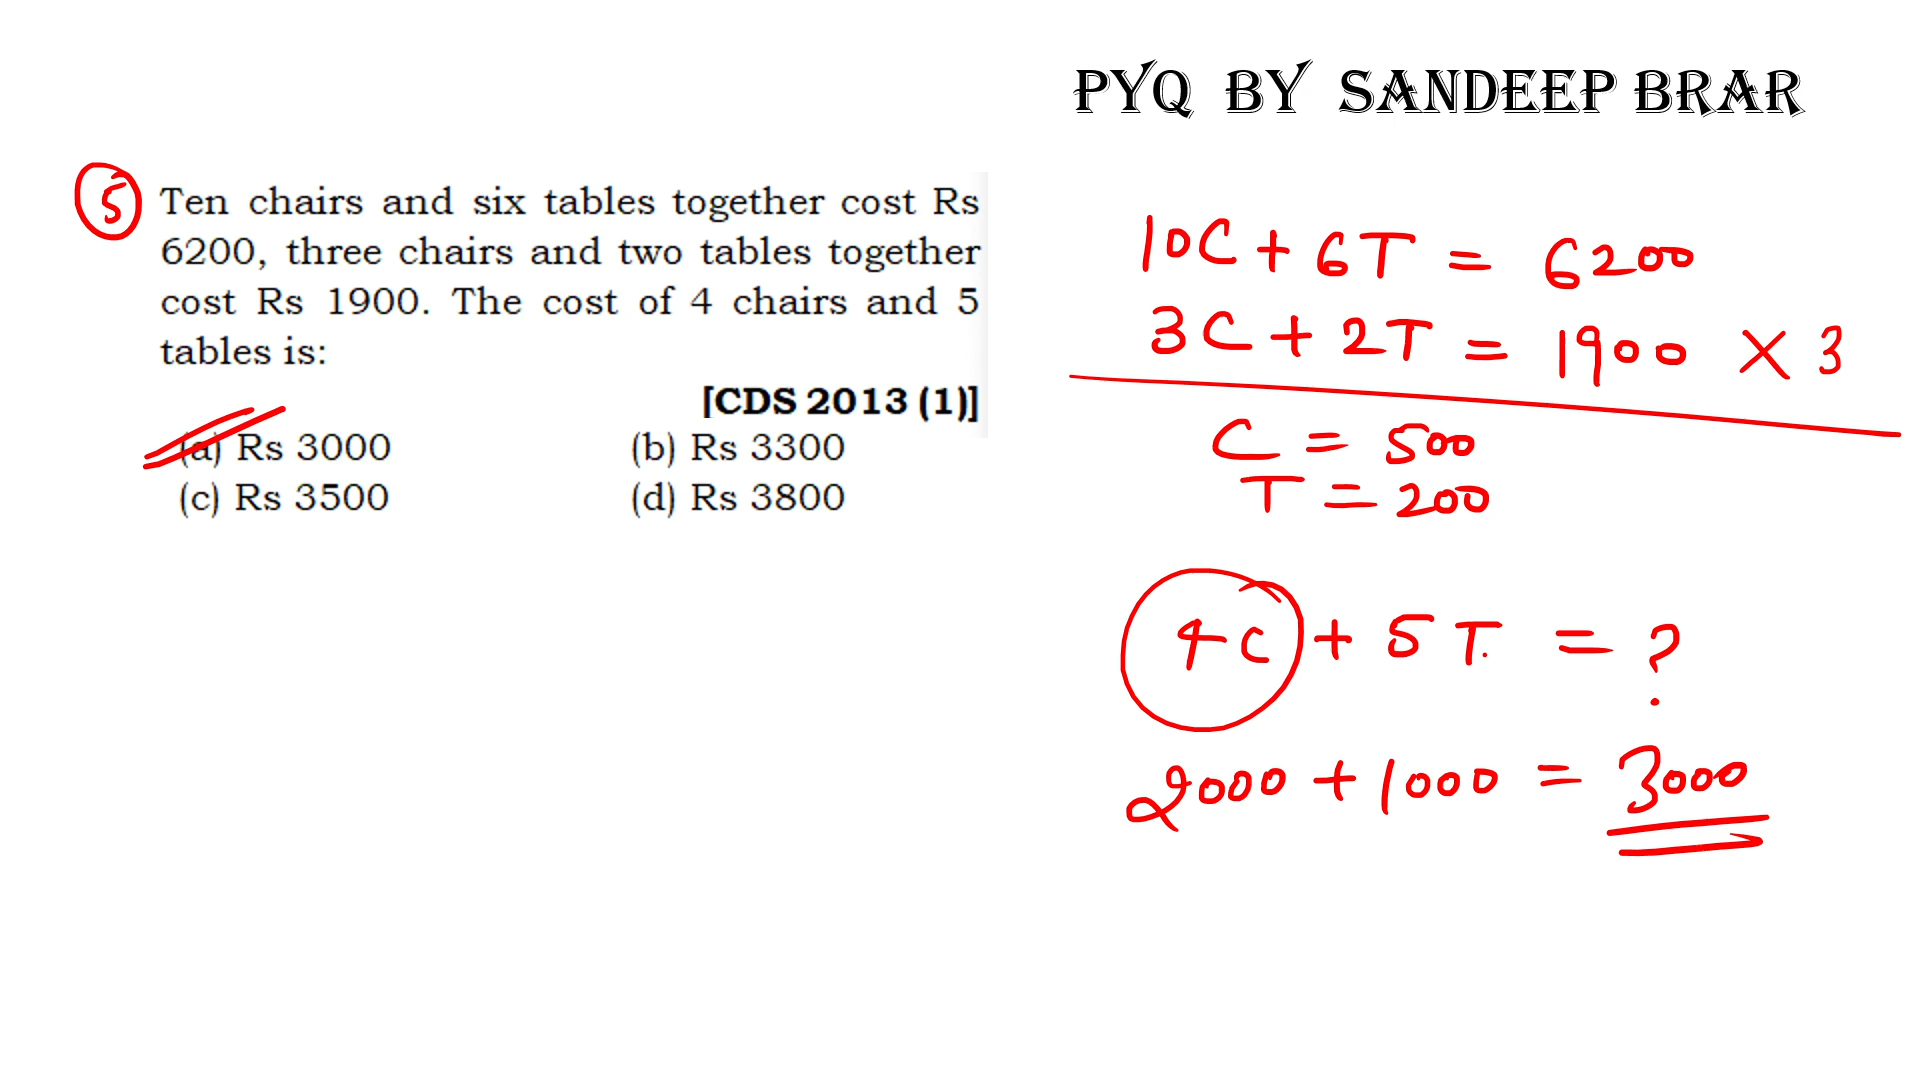 PYQ BY SANDEEP BRAR
5 Ten chairs and six tables together cost Rs
6200, three chairs and two tables together
cost Rs 1900. The cost of 4 chairs and 5
tables is:
[CDS 2013 (1)]
(a) Rs 3000 (b) Rs 3300
(c) Rs 3500 (d) Rs 3800
10C + 6T = 6200
3C + 2T = 1900 × 3
C = 500
T = 200
4C + 5T = ?
2000 + 1000 = 3000